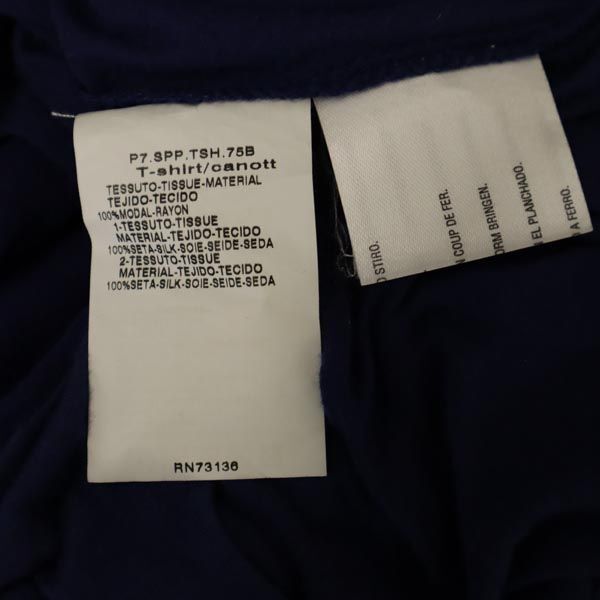 P7.SPP.TSH.75B
T-shirt/canott
TESSUTO-TISSUE-MATERIAL
TEJIDO-TECIDO
100%MODAL-RAYON
1-TESSUTO-TISSUE
MATERIAL-TEJIDO-TECIDO
100%SETA-SILK-SOIE-SEIDE-SEDA
2-TESSUTO-TISSUE
MATERIAL-TEJIDO-TECIDO
100%SETA-SILK-SOIE-SEIDE-SEDA
RN73136
STIRO.
COUP DE FER.
ORM BRINGEN.
EL PLANCHADO.
A FERRO.